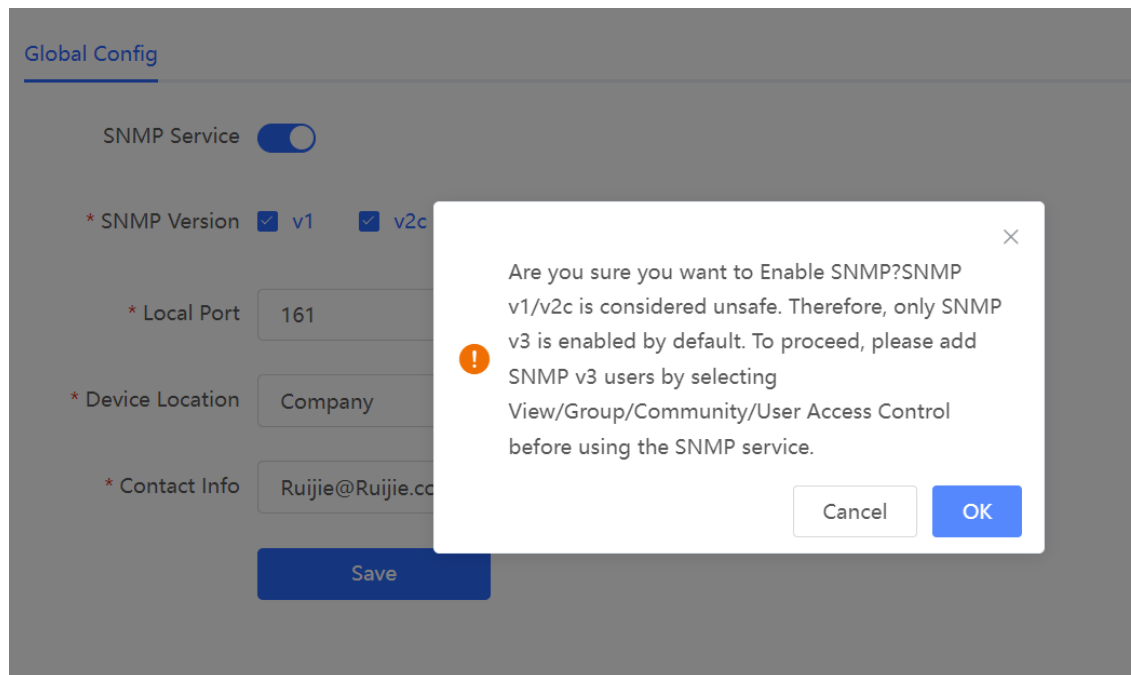 Global Config
SNMP Service
* SNMP Version v1 v2c
* Local Port 161
* Device Location Company
* Contact Info Ruijie@Ruijie.co
Save
Are you sure you want to Enable SNMP?SNMP
v1/v2c is considered unsafe. Therefore, only SNMP
v3 is enabled by default. To proceed, please add
SNMP v3 users by selecting
View/Group/Community/User Access Control
before using the SNMP service.
Cancel OK